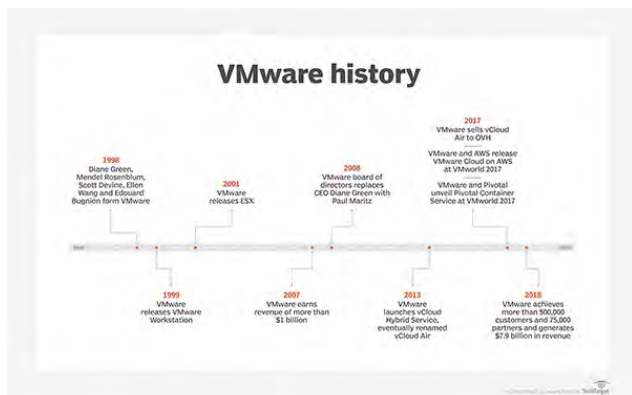 VMware history
1998
Diane Green,
Mendel Rosenblum,
Scott Devine, Ellen
Wang and Edouard
Bugnion form VMware
2001
VMware
releases ESX
2008
VMware board of
directors replaces
CEO Diane Green with
Paul Maritz
2017
VMware sells vCloud
Air to OVH
VMware and AWS release
VMware Cloud on AWS
at VMworld 2017
VMware and Pivotal
unveil Pivotal Container
Service at VMworld 2017
1999
VMware
releases VMware
Workstation
2007
VMware earns
revenue of more than
$1 billion
2013
VMware
launches vCloud
Hybrid Service,
eventually renamed
vCloud Air
2018
VMware achieves
more than 500,000
customers and 75,000
partners and generates
$7.9 billion in revenue
TechTarget